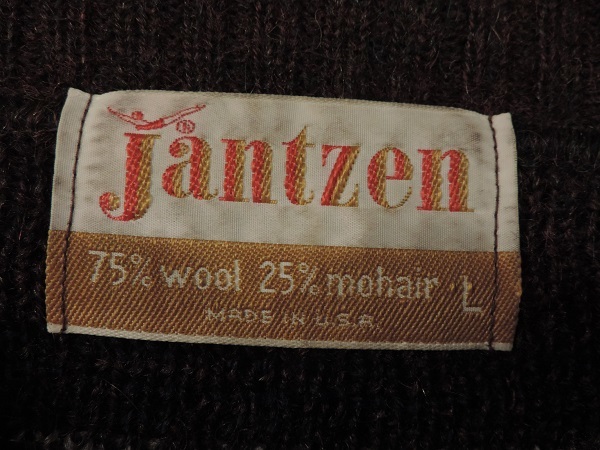 Jantzen ®
75% wool 25% mohair · L
MADE IN U.S.A.